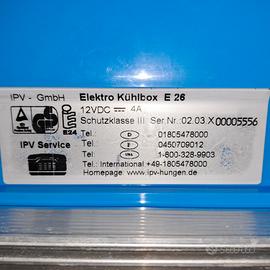 IPV - GmbH
Elektro Kühlbox E 26
12VDC 4A
Schutzklasse III Ser.Nr.:02.03.X00005556
E24
IPV Service
Tel.: D 01805478000
Tel.: 0450709012
Tel.: 1-800-328-9903
Tel.: International +49-1805478000
Homepage: www.ipv-hungen.de